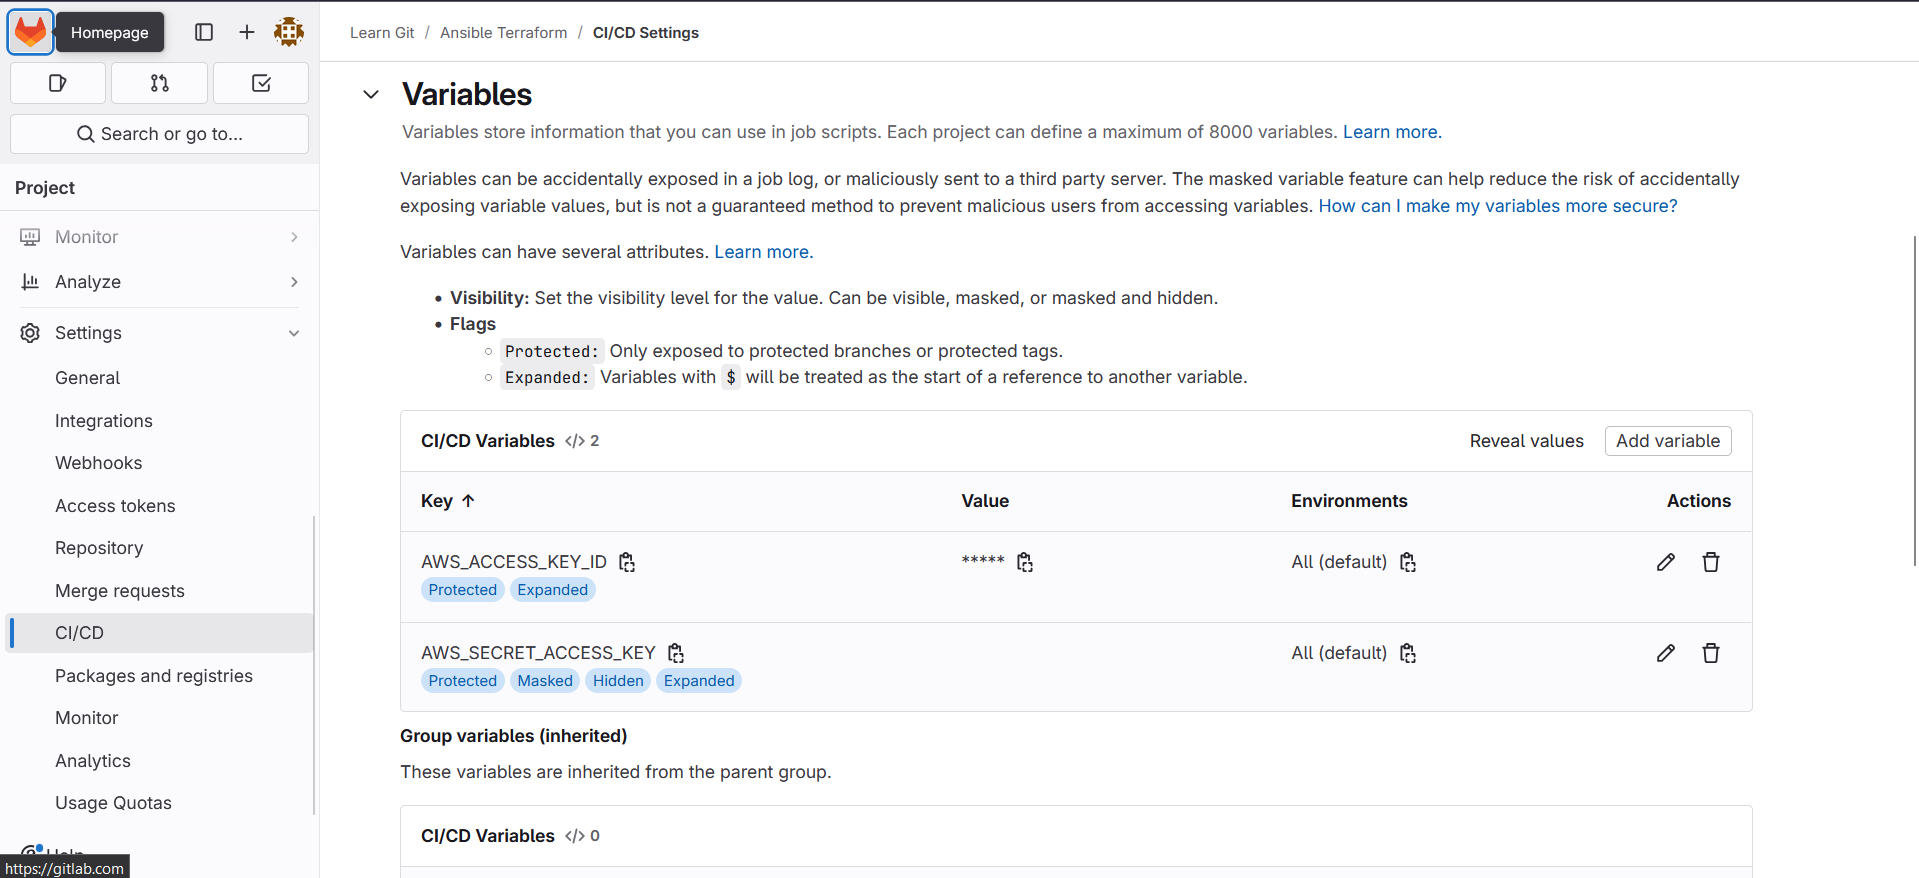 Homepage
Learn Git / Ansible Terraform / CI/CD Settings
Search or go to...
Project
Monitor
Analyze
Settings
General
Integrations
Webhooks
Access tokens
Repository
Merge requests
CI/CD
Packages and registries
Monitor
Analytics
Usage Quotas
Help
https://gitlab.com
Variables
Variables store information that you can use in job scripts. Each project can define a maximum of 8000 variables. Learn more.
Variables can be accidentally exposed in a job log, or maliciously sent to a third party server. The masked variable feature can help reduce the risk of accidentally
exposing variable values, but is not a guaranteed method to prevent malicious users from accessing variables. How can I make my variables more secure?
Variables can have several attributes. Learn more.
• Visibility: Set the visibility level for the value. Can be visible, masked, or masked and hidden.
• Flags
◦ Protected: Only exposed to protected branches or protected tags.
◦ Expanded: Variables with $ will be treated as the start of a reference to another variable.
CI/CD Variables </> 2 Reveal values Add variable
Key ↑ Value Environments Actions
AWS_ACCESS_KEY_ID ***** All (default)
Protected Expanded
AWS_SECRET_ACCESS_KEY All (default)
Protected Masked Hidden Expanded
Group variables (inherited)
These variables are inherited from the parent group.
CI/CD Variables </> 0